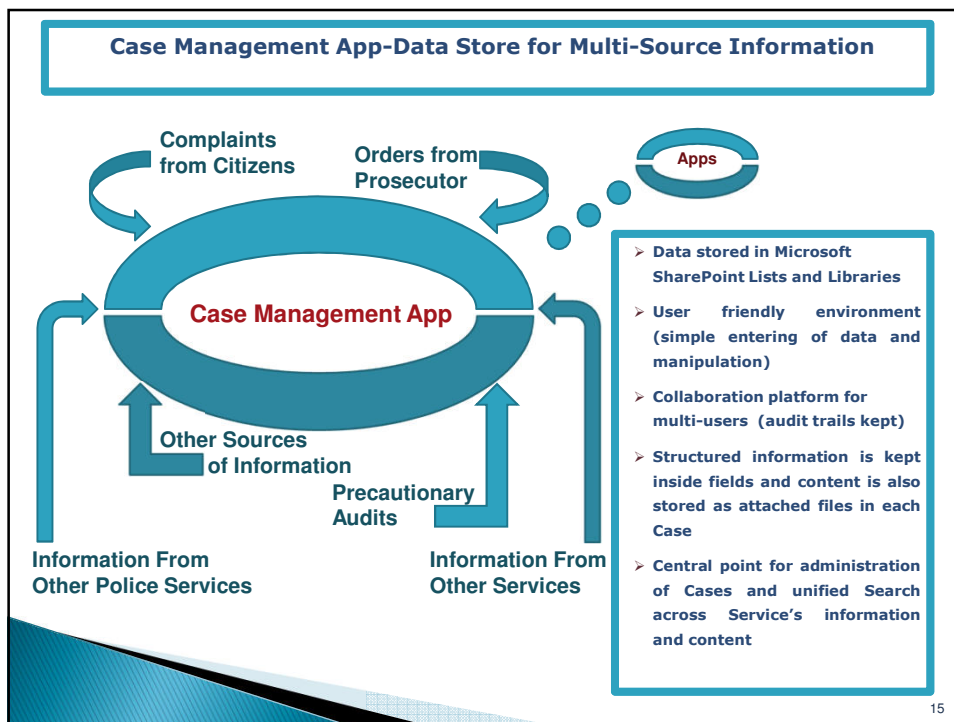 Case Management App-Data Store for Multi-Source Information
Complaints
from Citizens
Orders from
Prosecutor
Apps
Case Management App
Other Sources
of Information
Precautionary
Audits
Information From
Other Police Services
Information From
Other Services
➢ Data stored in Microsoft
SharePoint Lists and Libraries
➢ User friendly environment
(simple entering of data and
manipulation)
➢ Collaboration platform for
multi-users (audit trails kept)
➢ Structured information is kept
inside fields and content is also
stored as attached files in each
Case
➢ Central point for administration
of Cases and unified Search
across Service's information
and content
15